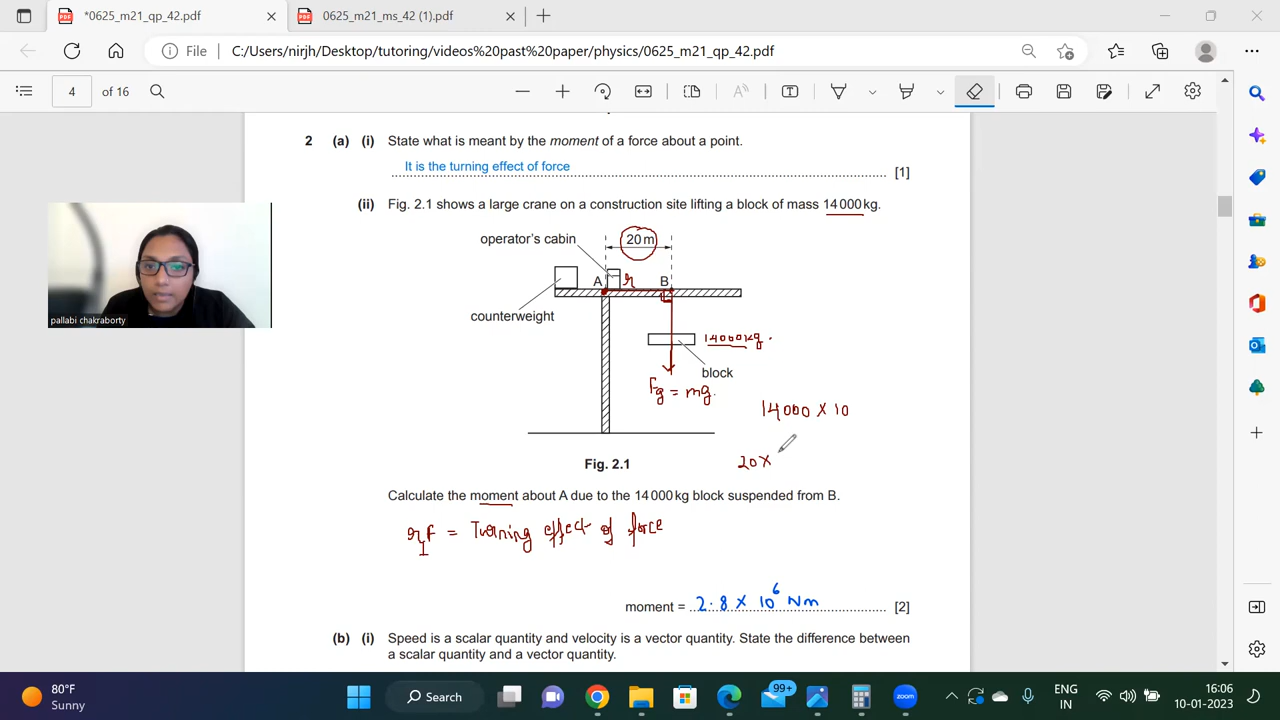 *0625_m21_qp_42.pdf
0625_m21_ms_42 (1).pdf
File
C:/Users/nirjh/Desktop/tutoring/videos%20past%20paper/physics/0625_m21_qp_42.pdf
4 of 16
2 (a) (i) State what is meant by the moment of a force about a point.
It is the turning effect of force
[1]
(ii) Fig. 2.1 shows a large crane on a construction site lifting a block of mass 14 000 kg.
operator's cabin
20 m
A
r
B
counterweight
14000kg.
block
Fg = mg.
14000 X 10
20X
Fig. 2.1
Calculate the moment about A due to the 14 000 kg block suspended from B.
r⊥F = Turning effect of force
moment = 2.8 X 10^6 Nm [2]
(b) (i) Speed is a scalar quantity and velocity is a vector quantity. State the difference between
a scalar quantity and a vector quantity.
pallabi chakraborty
80°F
Sunny
Search
99+
ENG
IN
16:06
10-01-2023